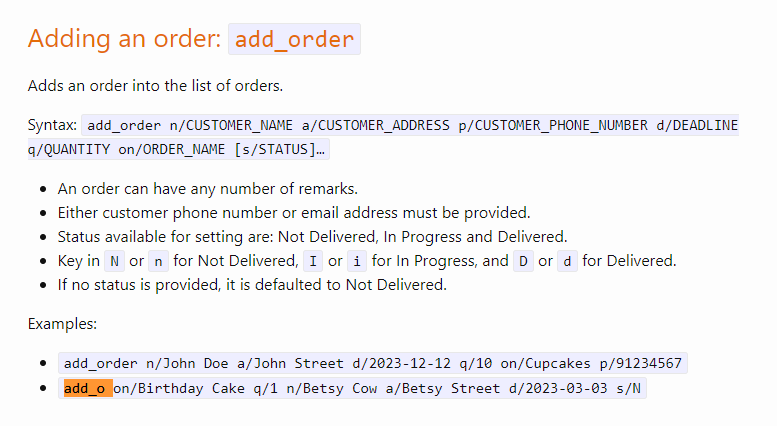 Adding an order: add_order
Adds an order into the list of orders.
Syntax: add_order n/CUSTOMER_NAME a/CUSTOMER_ADDRESS p/CUSTOMER_PHONE_NUMBER d/DEADLINE
q/QUANTITY on/ORDER_NAME [s/STATUS]…
• An order can have any number of remarks.
• Either customer phone number or email address must be provided.
• Status available for setting are: Not Delivered, In Progress and Delivered.
• Key in N or n for Not Delivered, I or i for In Progress, and D or d for Delivered.
• If no status is provided, it is defaulted to Not Delivered.
Examples:
• add_order n/John Doe a/John Street d/2023-12-12 q/10 on/Cupcakes p/91234567
• add_o on/Birthday Cake q/1 n/Betsy Cow a/Betsy Street d/2023-03-03 s/N